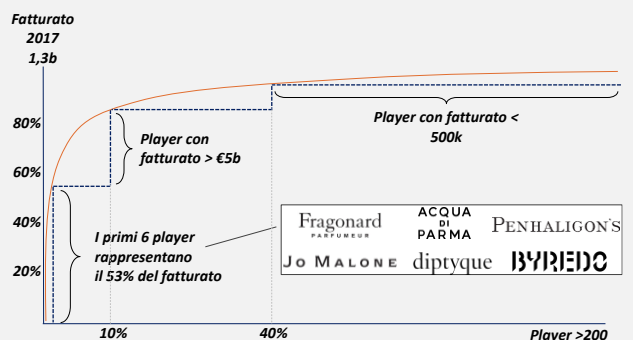 Fatturato
2017
1,3b
80%
60%
40%
20%
Player con
fatturato > €5b
Player con fatturato <
500k
I primi 6 player
rappresentano
il 53% del fatturato
Fragonard
PARFUMEUR
ACQUA
DI
PARMA
PENHALIGON'S
JO MALONE
diptyque
BYREDO
10%
40%
Player >200